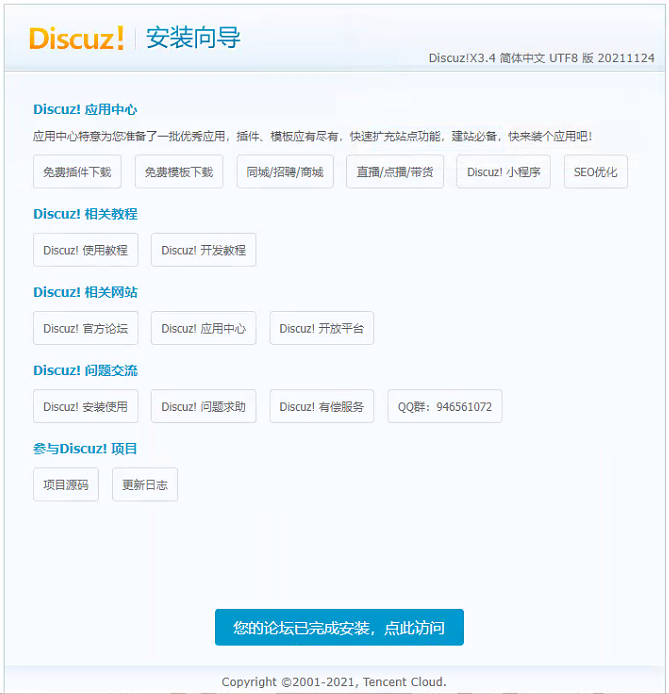 Discuz! 安装向导
Discuz!X3.4 简体中文 UTF8 版 20211124
Discuz! 应用中心
应用中心特意为您准备了一批优秀应用，插件、模板应有尽有，快速扩充站点功能，建站必备，快来装个应用吧！
免费插件下载 免费模板下载 同城/招聘/商城 直播/点播/带货 Discuz! 小程序 SEO优化
Discuz! 相关教程
Discuz! 使用教程 Discuz! 开发教程
Discuz! 相关网站
Discuz! 官方论坛 Discuz! 应用中心 Discuz! 开放平台
Discuz! 问题交流
Discuz! 安装使用 Discuz! 问题求助 Discuz! 有偿服务 QQ群：946561072
参与Discuz! 项目
项目源码 更新日志
您的论坛已完成安装，点此访问
Copyright ©2001-2021, Tencent Cloud.